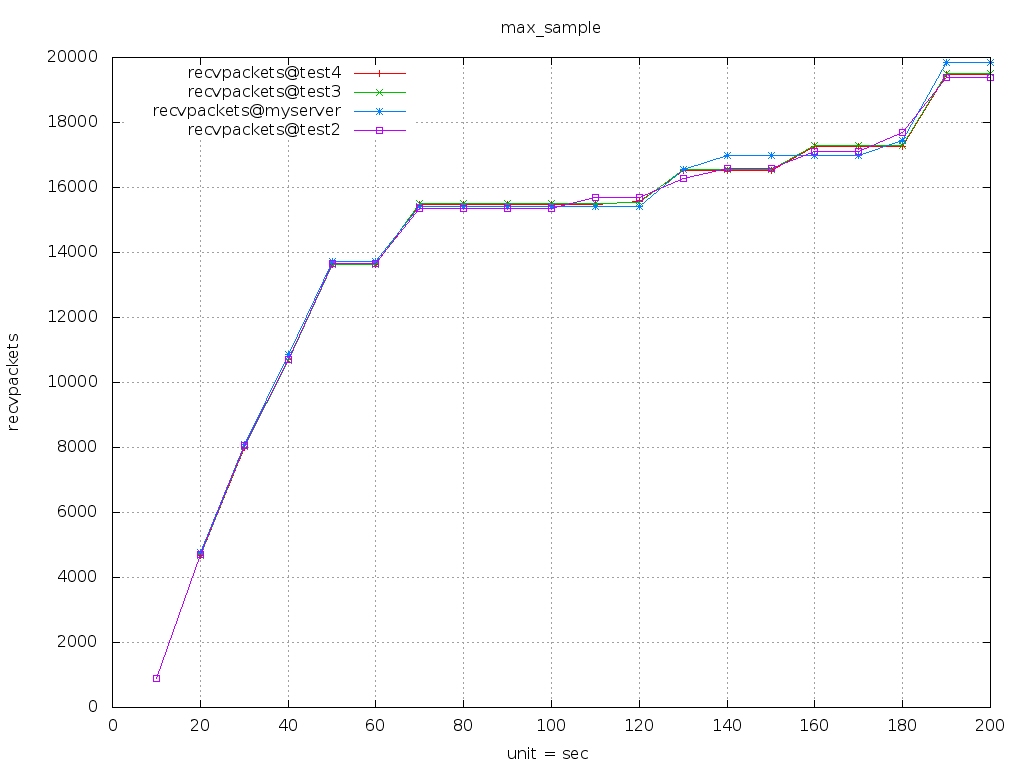 max_sample
recvpackets@test4
recvpackets@test3
recvpackets@myserver
recvpackets@test2
20000
18000
16000
14000
12000
10000
8000
6000
4000
2000
0
recvpackets
0 20 40 60 80 100 120 140 160 180 200
unit = sec